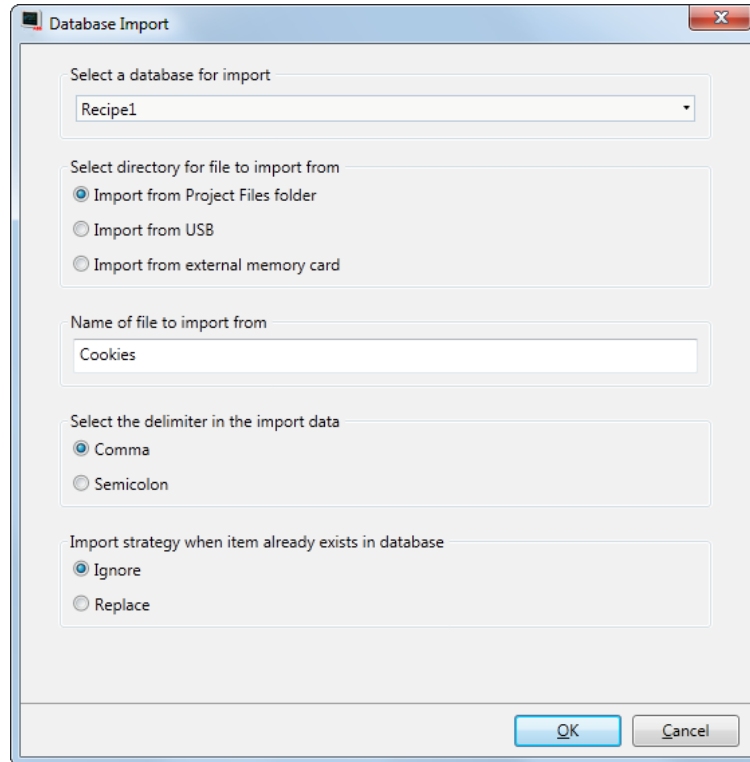 Database Import
Select a database for import
Recipe1
Select directory for file to import from
Import from Project Files folder
Import from USB
Import from external memory card
Name of file to import from
Cookies
Select the delimiter in the import data
Comma
Semicolon
Import strategy when item already exists in database
Ignore
Replace
OK
Cancel